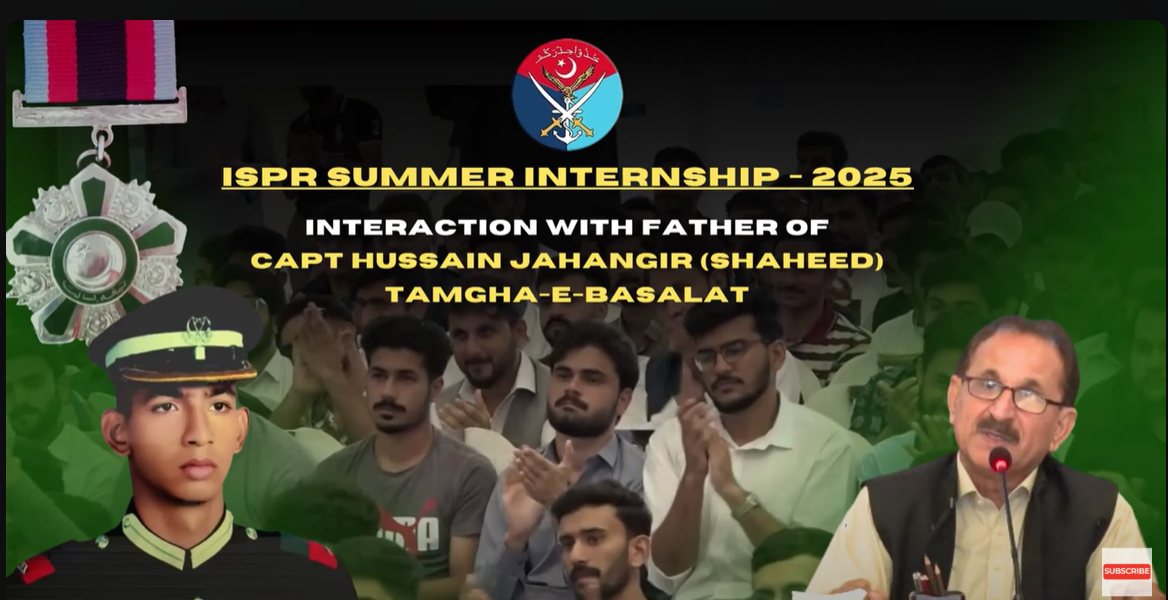 ISPR SUMMER INTERNSHIP - 2025
INTERACTION WITH FATHER OF
CAPT HUSSAIN JAHANGIR (SHAHEED)
TAMGHA-E-BASALAT
SUBSCRIBE